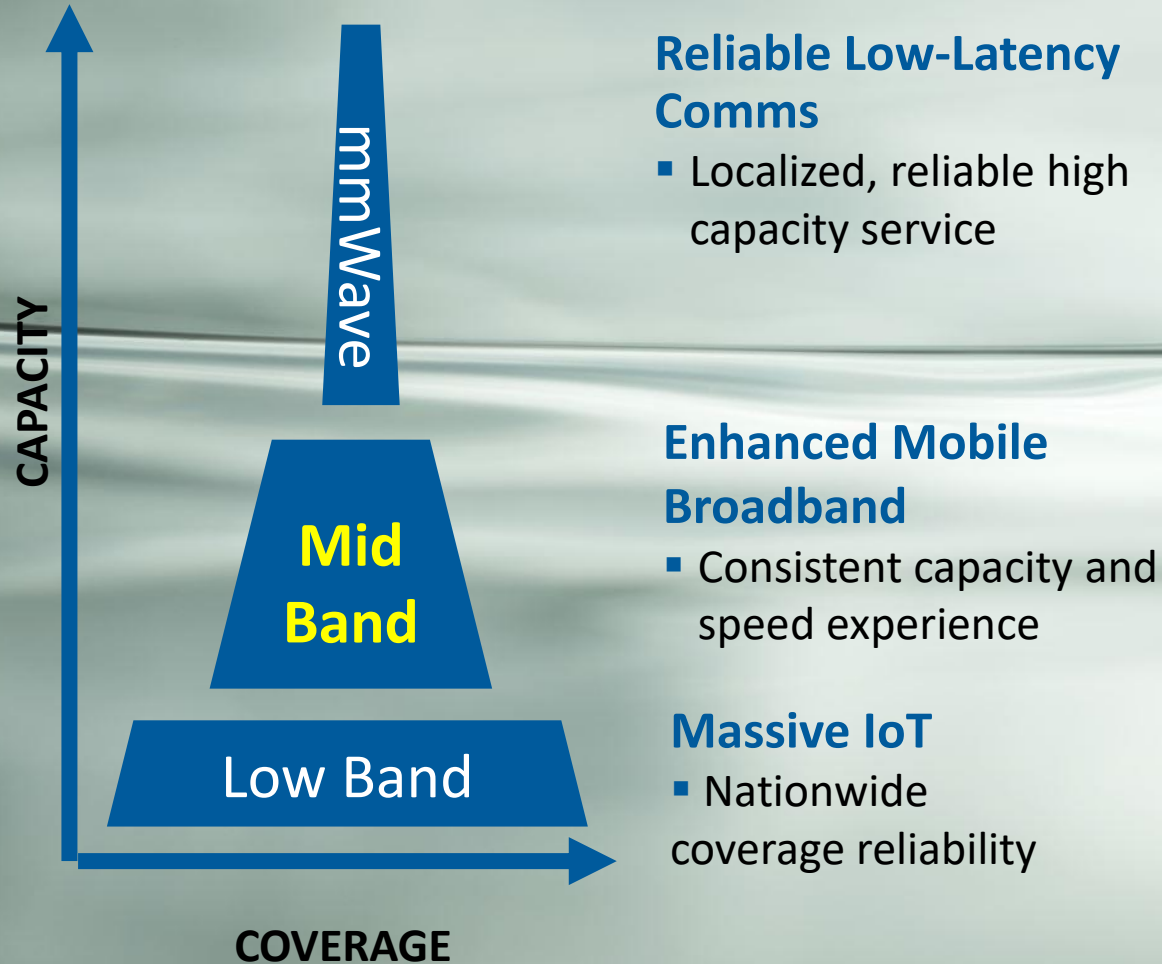 CAPACITY
mmWave
Mid
Band
Low Band
COVERAGE
Reliable Low-Latency
Comms
▪ Localized, reliable high
capacity service
Enhanced Mobile
Broadband
▪ Consistent capacity and
speed experience
Massive IoT
▪ Nationwide
coverage reliability